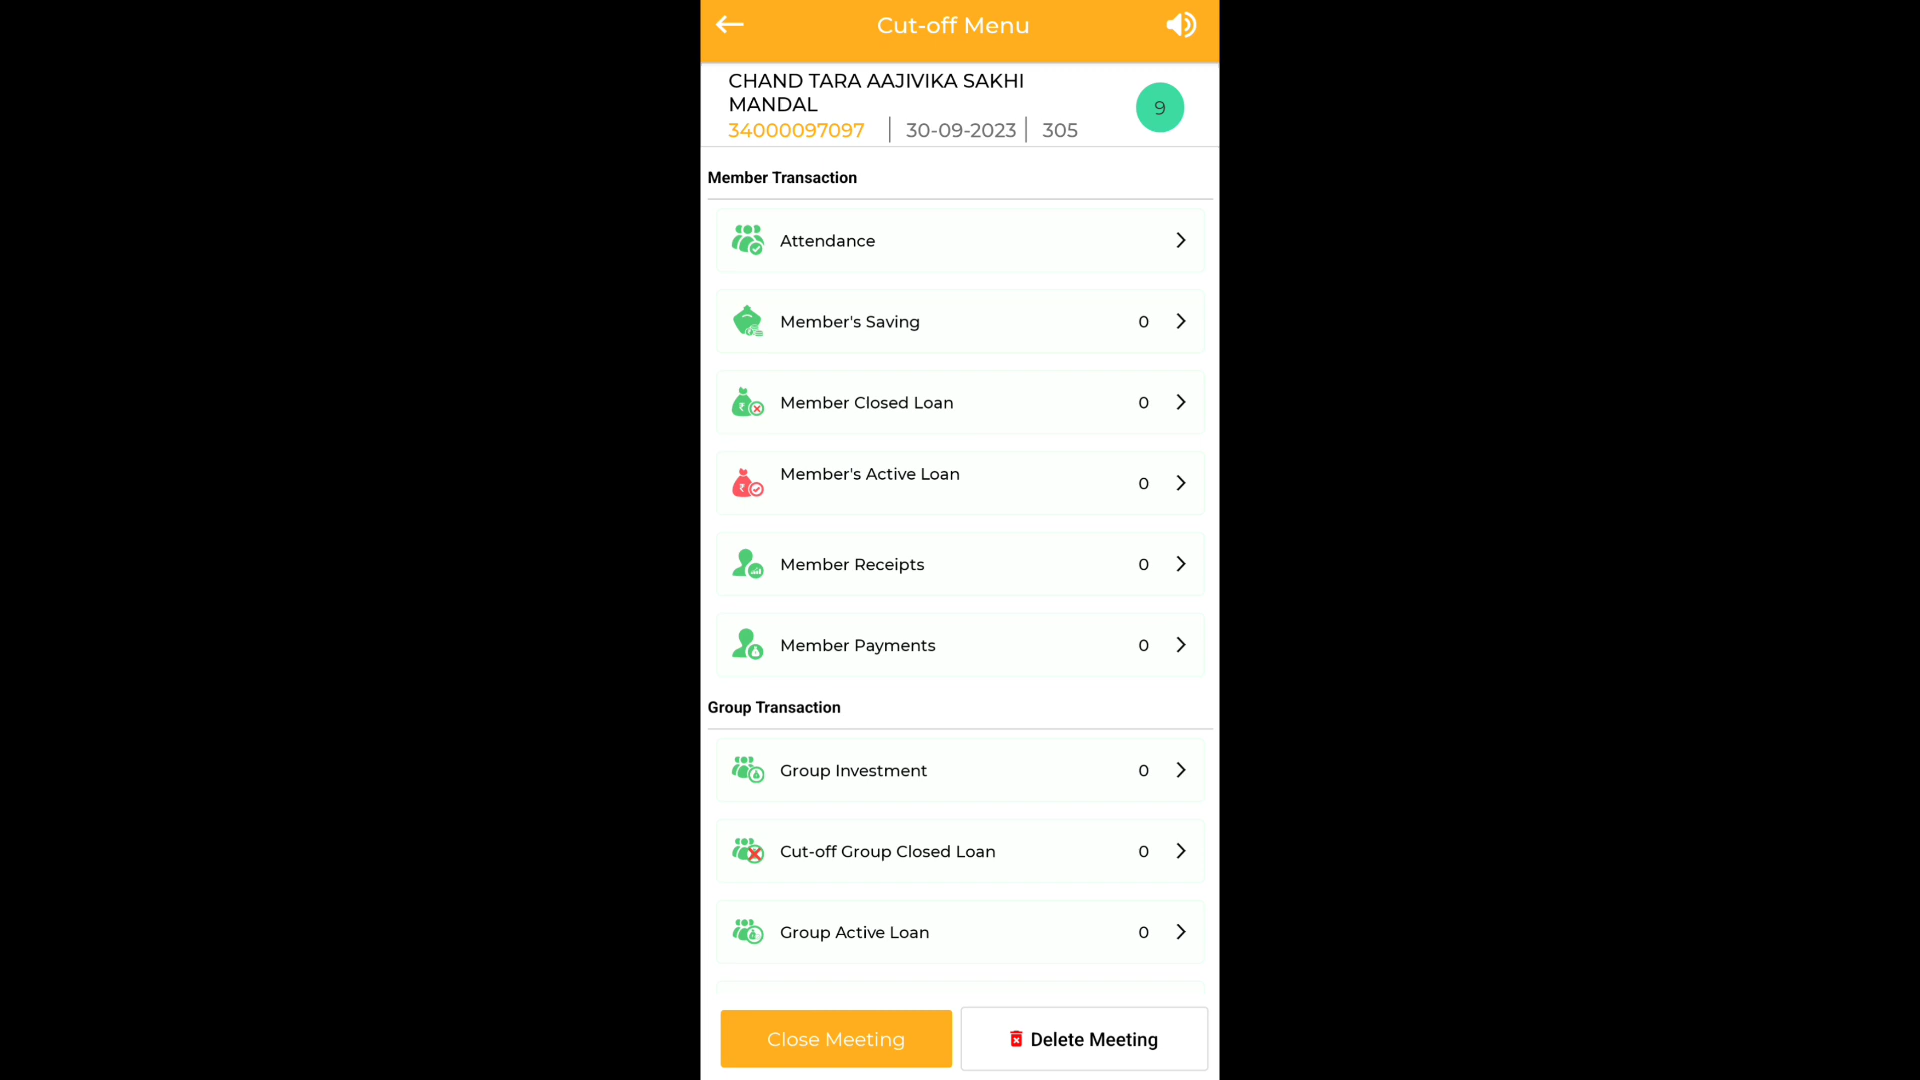 Cut-off Menu
CHAND TARA AAJIVIKA SAKHI
MANDAL
34000097097 | 30-09-2023 | 305
9
Member Transaction
Attendance
Member's Saving 0
Member Closed Loan 0
Member's Active Loan 0
Member Receipts 0
Member Payments 0
Group Transaction
Group Investment 0
Cut-off Group Closed Loan 0
Group Active Loan 0
Close Meeting
Delete Meeting